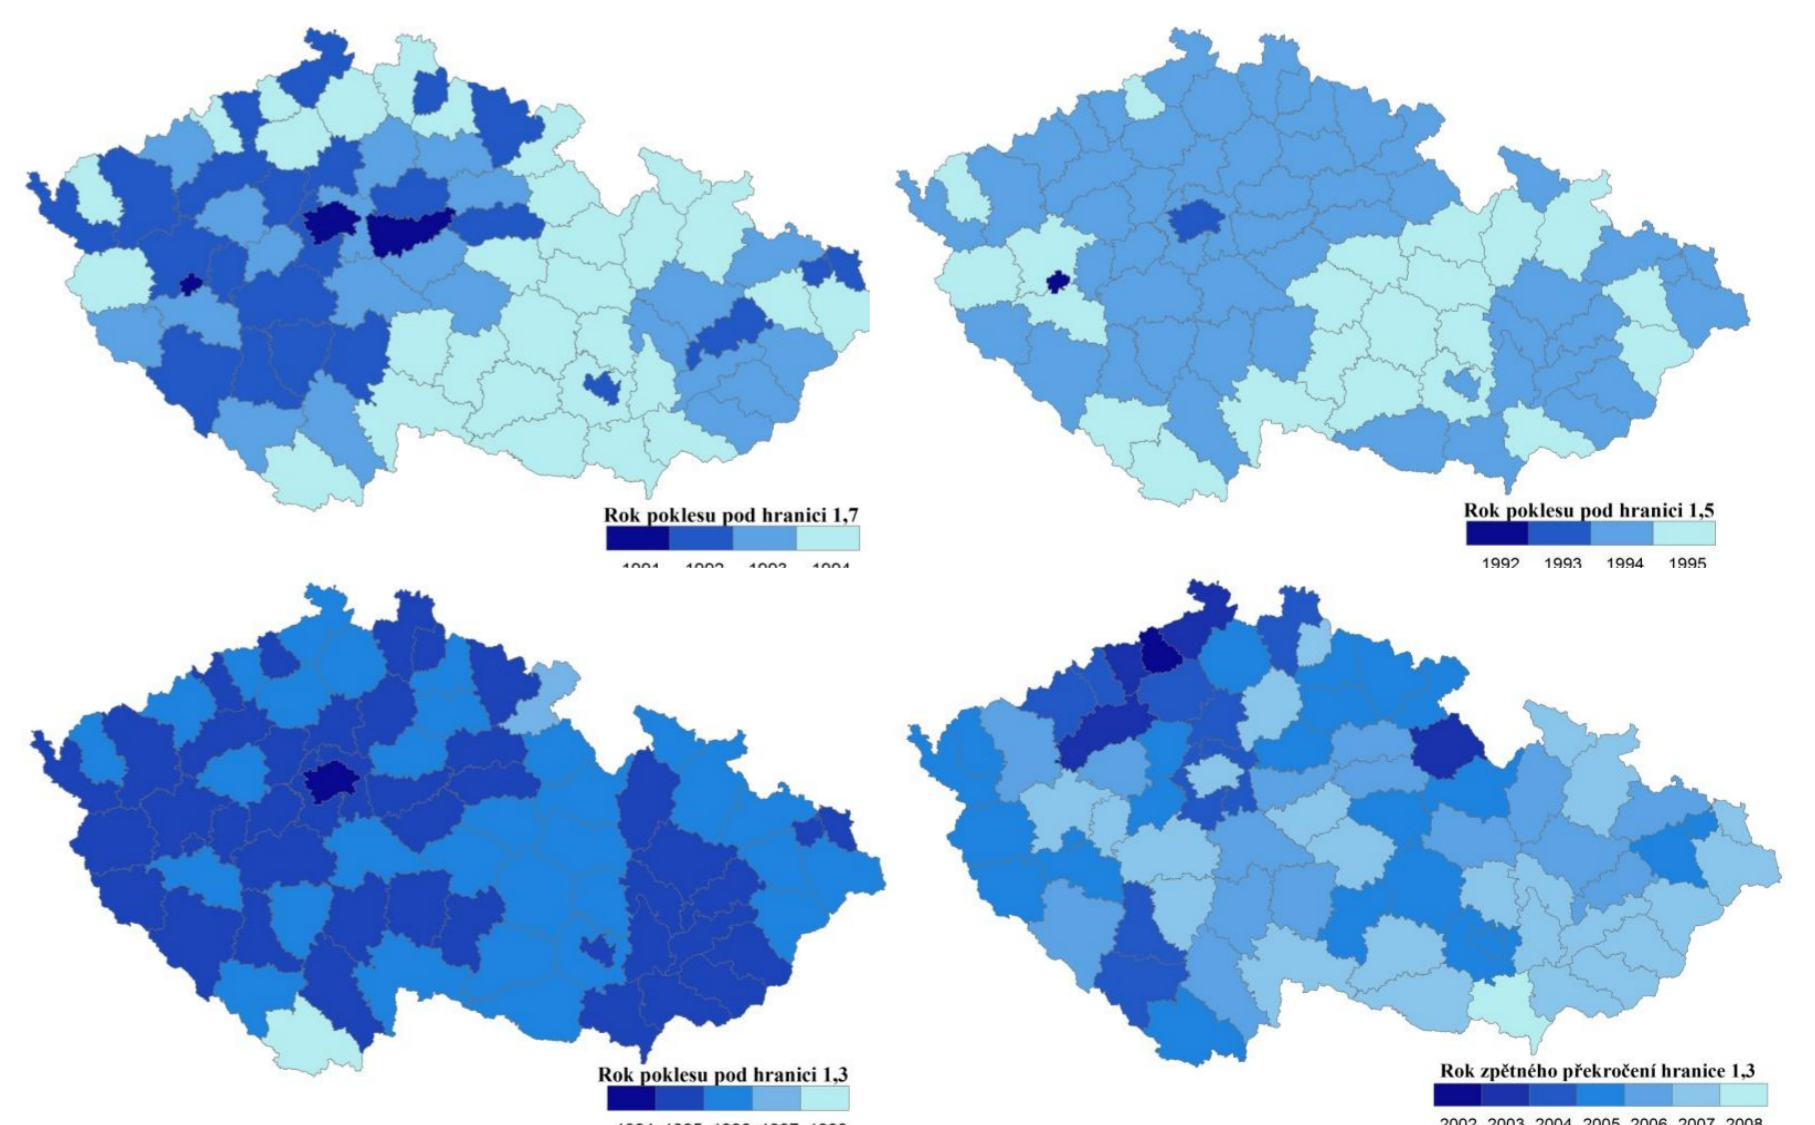 Rok poklesu pod hranici 1,7
Rok poklesu pod hranici 1,5
1992 1993 1994 1995
Rok poklesu pod hranici 1,3
Rok zpětného překročení hranice 1,3
2002 2003 2004 2005 2006 2007 2008